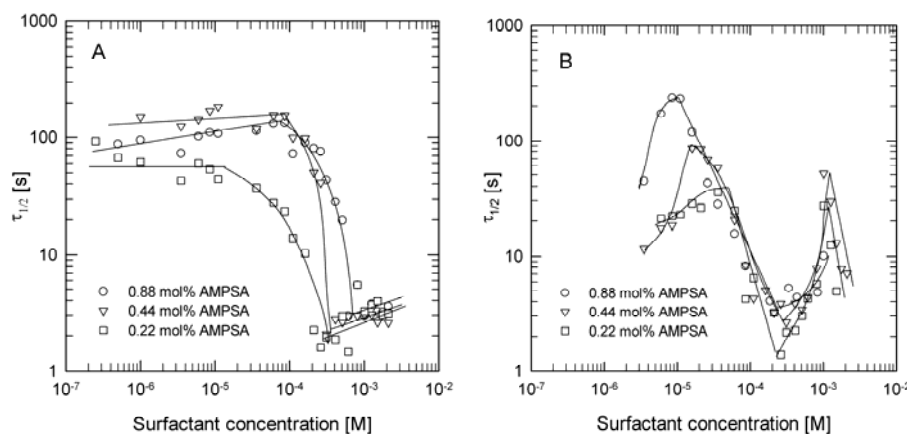 A
τ1/2 [s]
1000
100
10
1
○ 0.88 mol% AMPSA
▽ 0.44 mol% AMPSA
□ 0.22 mol% AMPSA
10-7 10-6 10-5 10-4 10-3 10-2
Surfactant concentration [M]
B
τ1/2 [s]
1000
100
10
1
○ 0.88 mol% AMPSA
▽ 0.44 mol% AMPSA
□ 0.22 mol% AMPSA
10-7 10-6 10-5 10-4 10-3 10-2
Surfactant concentration [M]